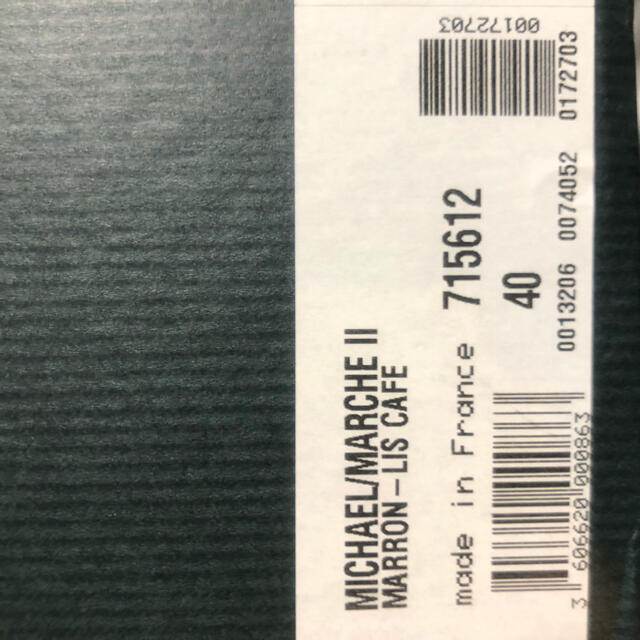 MICHAEL/MARCHE II
MARRON-LIS CAFE
made in France 715612
40
3 606620 000863
0013206 0074052 0172703
00172703